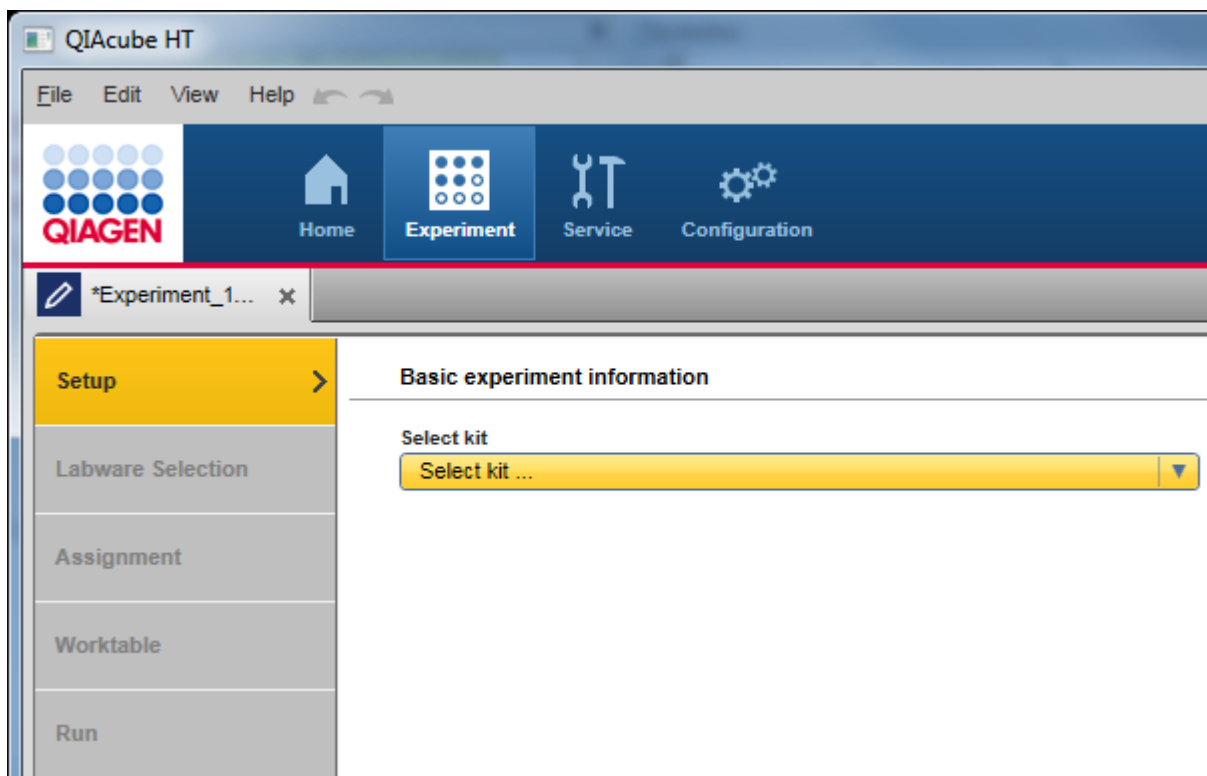 QIAcube HT
File Edit View Help
QIAGEN
Home Experiment Service Configuration
*Experiment_1...
Setup
Basic experiment information
Select kit
Select kit ...
Labware Selection
Assignment
Worktable
Run